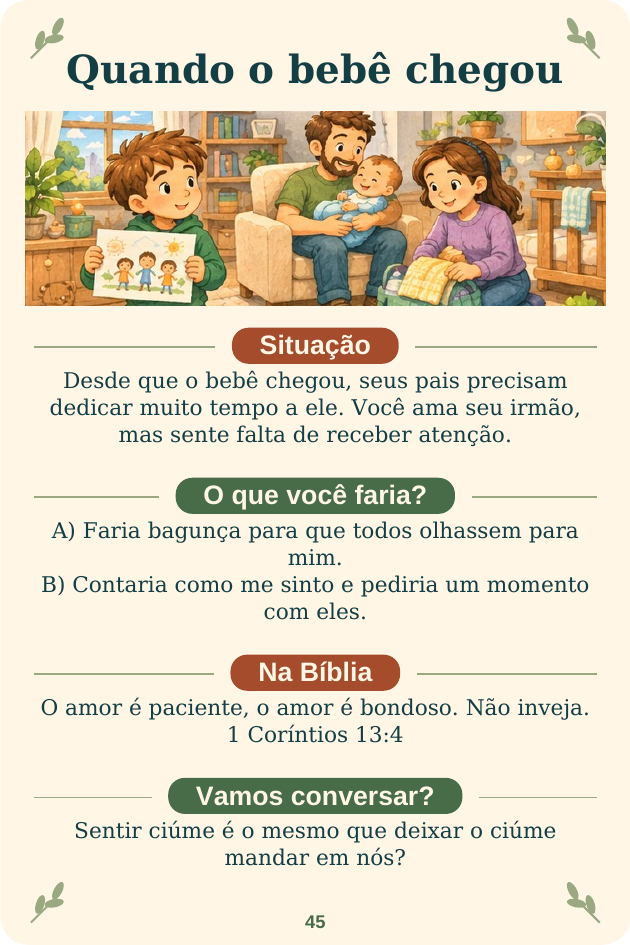 Quando o bebê chegou
Situação
Desde que o bebê chegou, seus pais precisam
dedicar muito tempo a ele. Você ama seu irmão,
mas sente falta de receber atenção.
O que você faria?
A) Faria bagunça para que todos olhassem para
mim.
B) Contaria como me sinto e pediria um momento
com eles.
Na Bíblia
O amor é paciente, o amor é bondoso. Não inveja.
1 Coríntios 13:4
Vamos conversar?
Sentir ciúme é o mesmo que deixar o ciúme
mandar em nós?
45